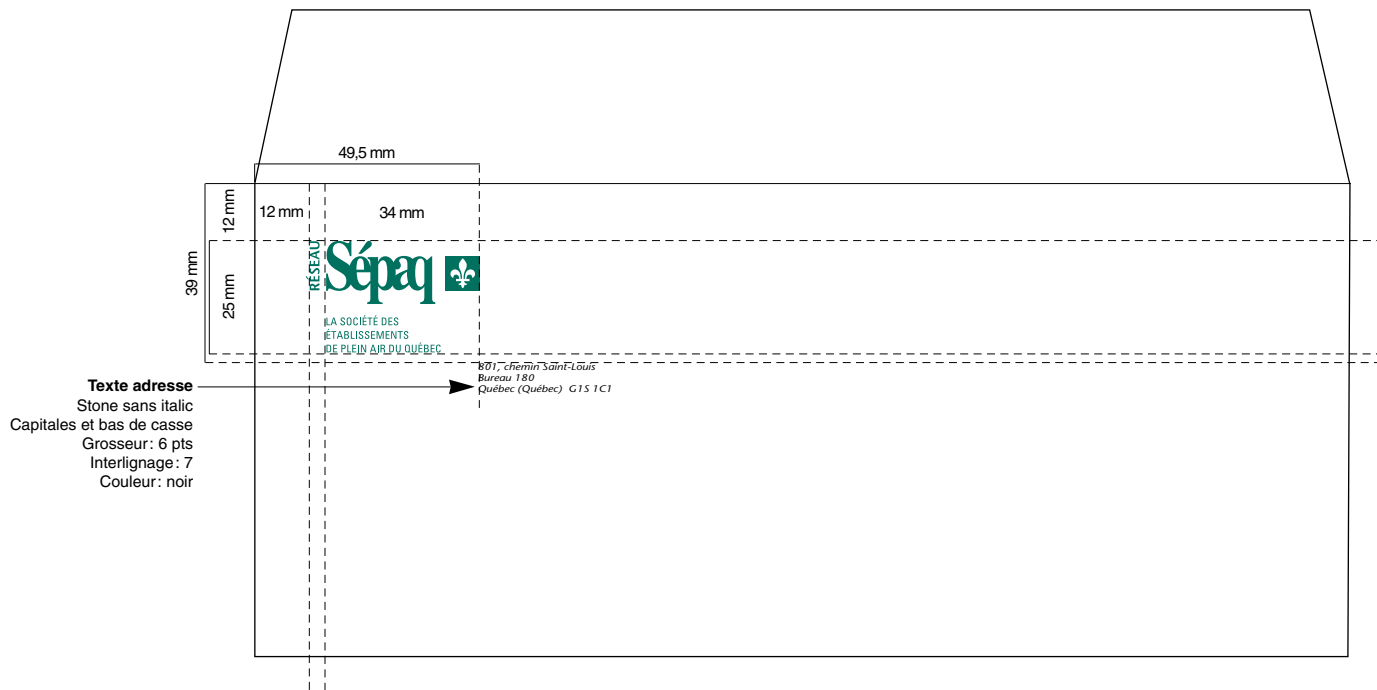 49,5 mm
12 mm
12 mm
34 mm
39 mm
25 mm
RÉSEAU
Sépaq
LA SOCIÉTÉ DES
ÉTABLISSEMENTS
DE PLEIN AIR DU QUÉBEC
801, chemin Saint-Louis
Bureau 180
Québec (Québec)  G1S 1C1
Texte adresse
Stone sans italic
Capitales et bas de casse
Grosseur : 6 pts
Interlignage : 7
Couleur : noir